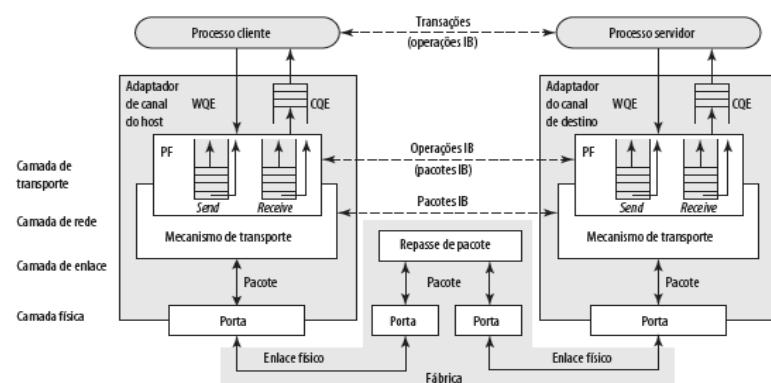 Processo cliente
Transações
(operações IB)
Processo servidor
Adaptador
de canal
do host
WQE
CQE
Adaptador
do canal
de destino
WQE
CQE
PF
Operações IB
(pacotes IB)
PF
Camada de
transporte
Send
Receive
Pacotes IB
Send
Receive
Camada de rede
Mecanismo de transporte
Repasse de pacote
Mecanismo de transporte
Camada de enlace
Pacote
Pacote
Pacote
Camada física
Porta
Porta
Porta
Porta
Enlace físico
Enlace físico
Fábrica